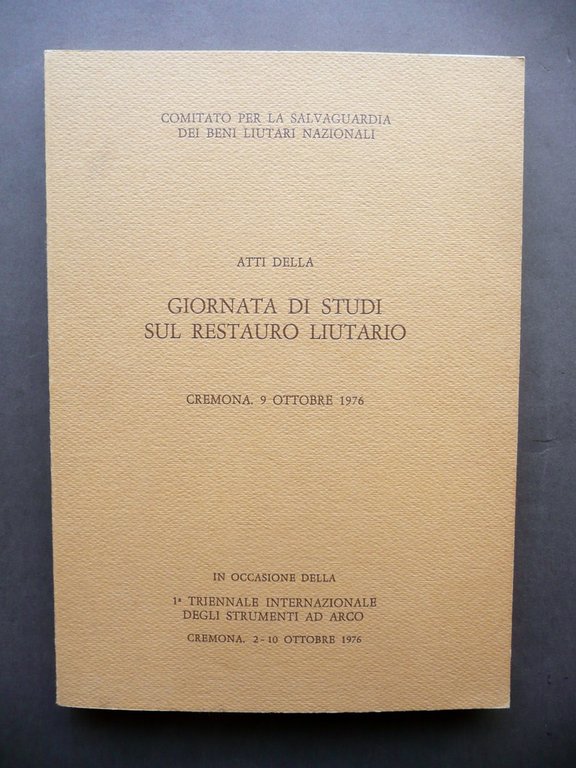 COMITATO PER LA SALVAGUARDIA
DEI BENI LIUTARI NAZIONALI
ATTI DELLA
GIORNATA DI STUDI
SUL RESTAURO LIUTARIO
CREMONA. 9 OTTOBRE 1976
IN OCCASIONE DELLA
1ª TRIENNALE INTERNAZIONALE
DEGLI STRUMENTI AD ARCO
CREMONA. 2-10 OTTOBRE 1976